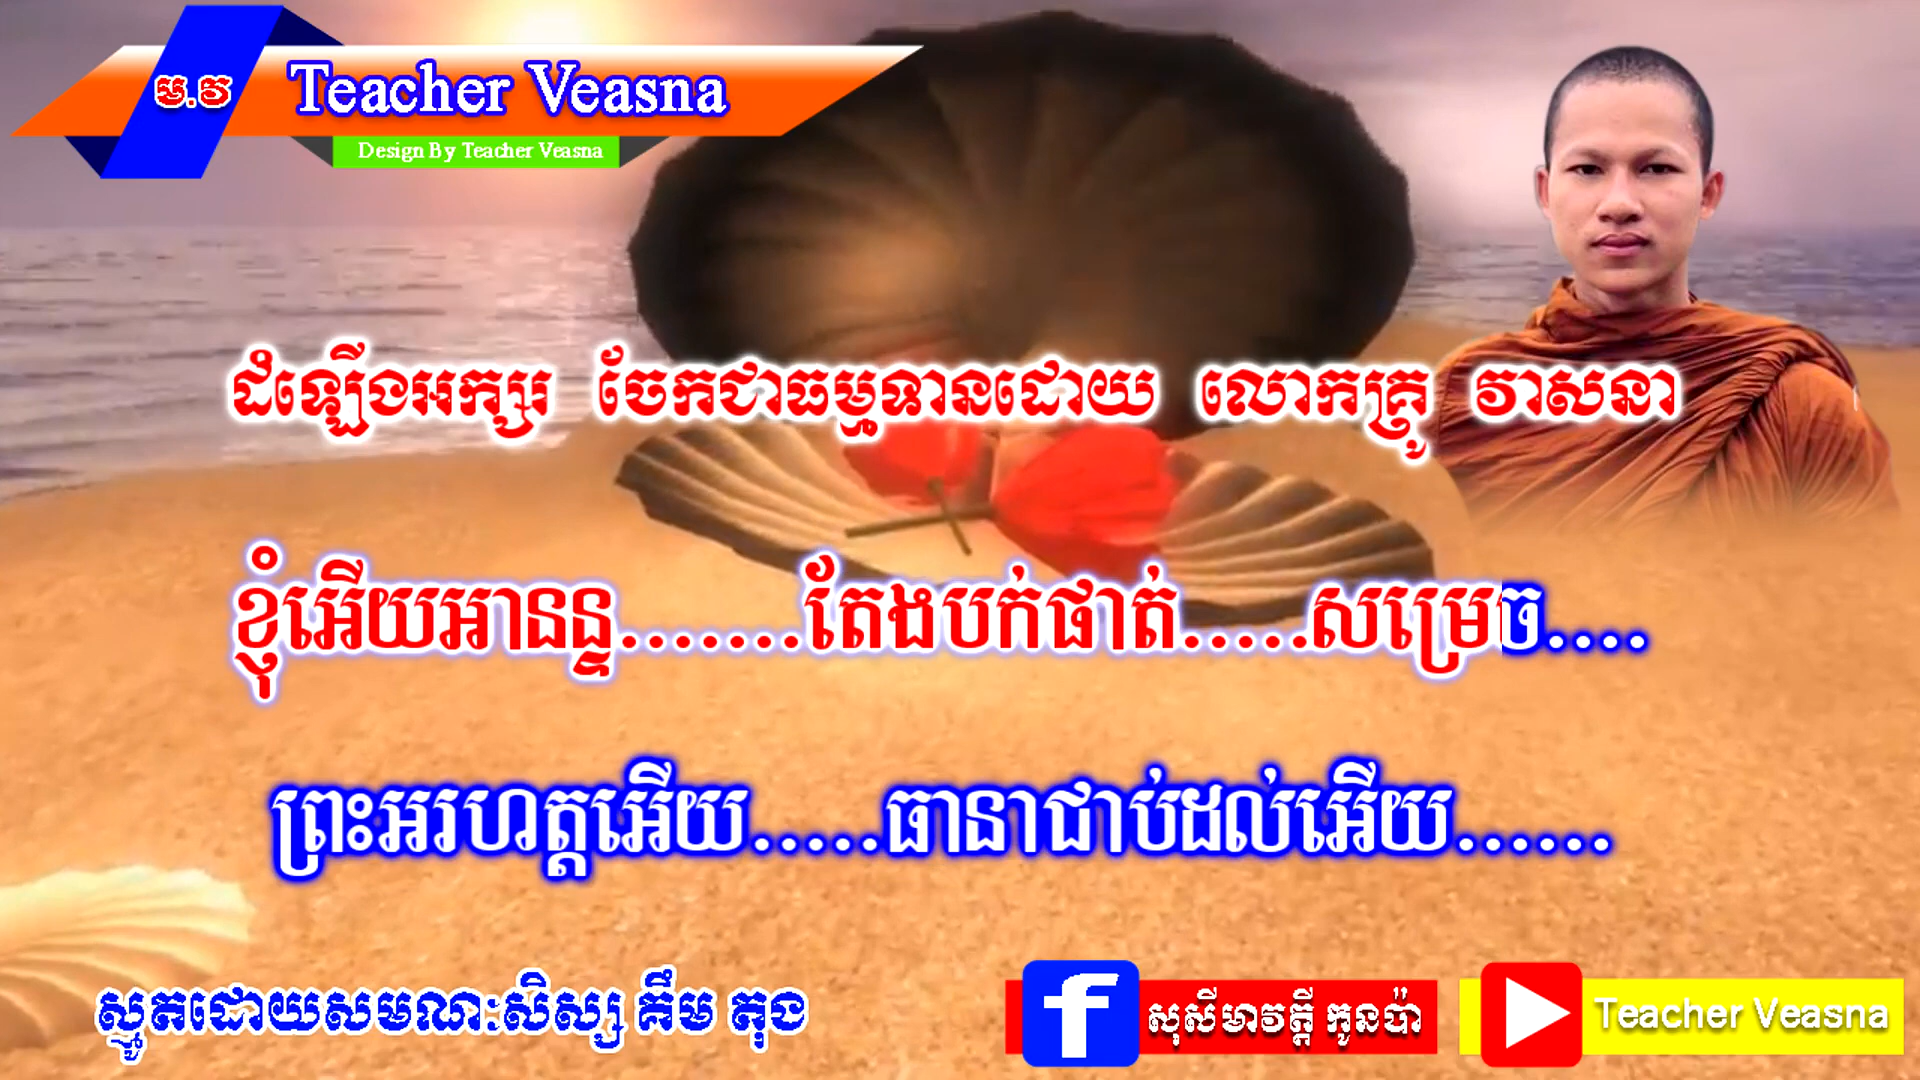 ម.វ Teacher Veasna
Design By Teacher Veasna
ដំឡើងអក្សរ ចែកជាធម្មទានដោយ លោកគ្រូ វាសនា
ខ្ញុំអើយអានន្ទ.......តែងបក់ផាត់.....សម្រេច....
ព្រះអរហត្តអើយ.....ធានាជាប់ដល់អើយ......
ស្មូតដោយសមណៈសិស្ស គឹម តុង
សុសីមាវត្តី កូនប៉ា
Teacher Veasna